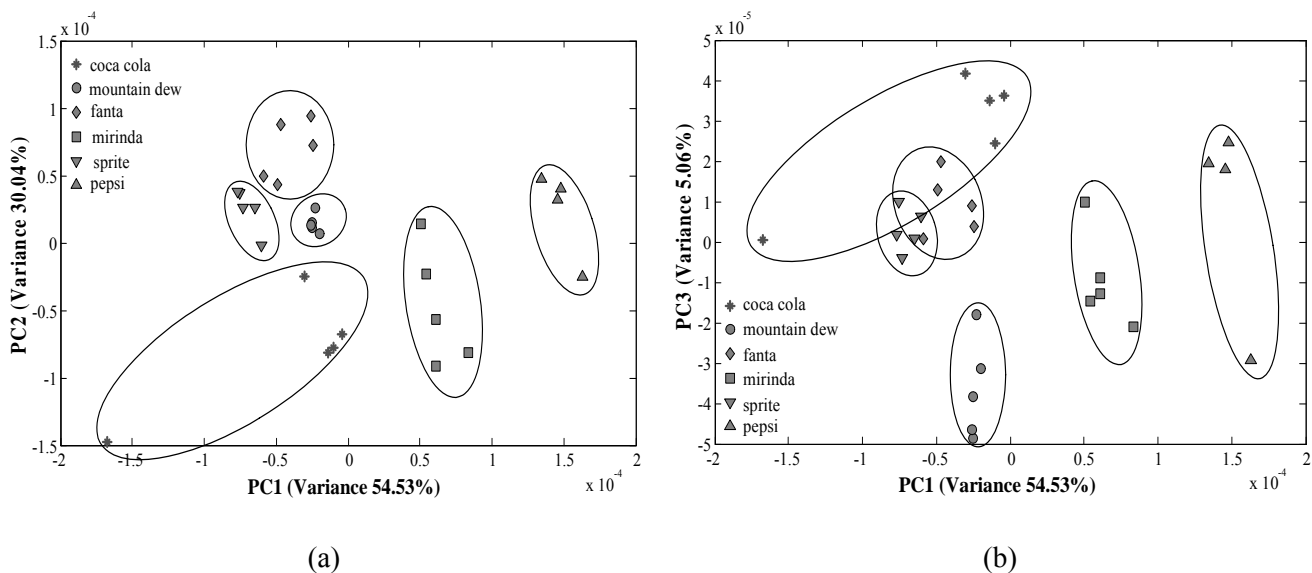 x 10⁻⁴
1.5
1
0.5
0
-0.5
-1
-1.5
PC2 (Variance 30.04%)
coca cola
mountain dew
fanta
mirinda
sprite
pepsi
-2 -1.5 -1 -0.5 0 0.5 1 1.5 2
PC1 (Variance 54.53%)
x 10⁻⁴
(a)
x 10⁻⁵
5
4
3
2
1
0
-1
-2
-3
-4
-5
PC3 (Variance 5.06%)
coca cola
mountain dew
fanta
mirinda
sprite
pepsi
-2 -1.5 -1 -0.5 0 0.5 1 1.5 2
PC1 (Variance 54.53%)
x 10⁻⁴
(b)